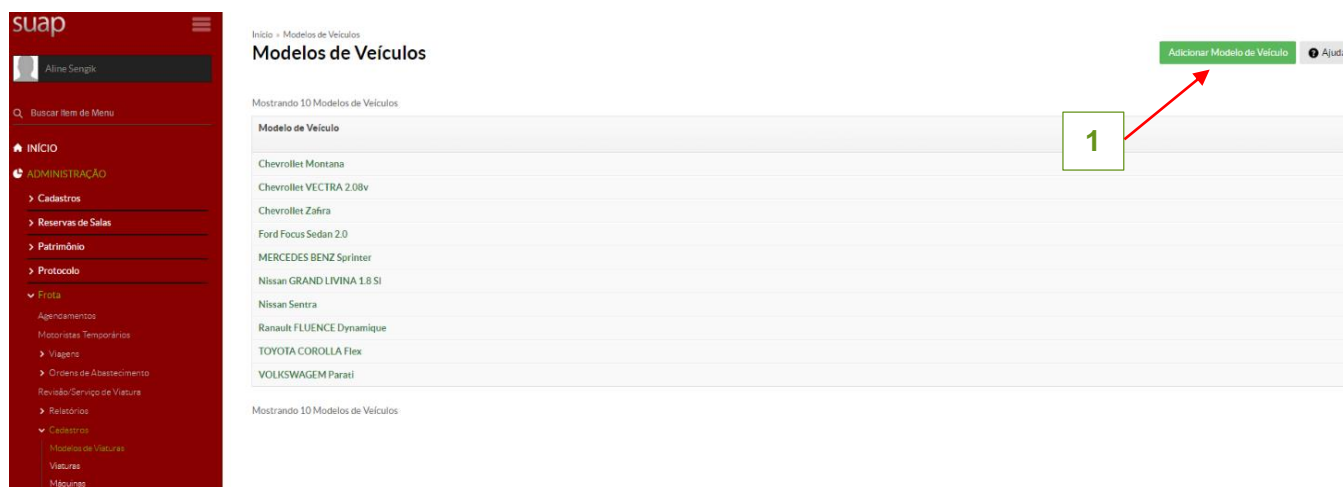 suap
Aline Sengik
Buscar Item de Menu
INÍCIO
ADMINISTRAÇÃO
Cadastros
Reservas de Salas
Patrimônio
Protocolo
Frota
Agendamentos
Motoristas Temporários
Viagens
Ordens de Abastecimento
Revisão/Serviço de Viatura
Relatórios
Cadastros
Modelos de Viaturas
Viaturas
Máquinas
Início » Modelos de Veículos
Modelos de Veículos
Adicionar Modelo de Veículo
Ajuda
1
Mostrando 10 Modelos de Veículos
Modelo de Veículo
Chevrollet Montana
Chevrollet VECTRA 2.08v
Chevrollet Zafira
Ford Focus Sedan 2.0
MERCEDES BENZ Sprinter
Nissan GRAND LIVINA 1.8 Sl
Nissan Sentra
Ranault FLUENCE Dynamique
TOYOTA COROLLA Flex
VOLKSWAGEM Parati
Mostrando 10 Modelos de Veículos